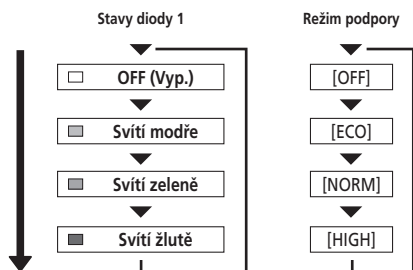 Stavy diody 1
Režim podpory
OFF (Vyp.)
[OFF]
Svítí modře
[ECO]
Svítí zeleně
[NORM]
Svítí žlutě
[HIGH]